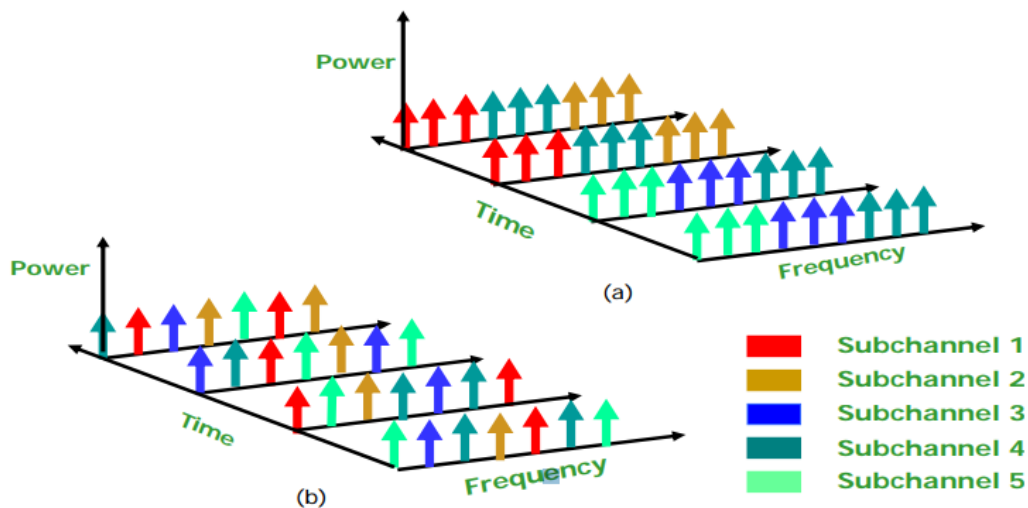 Power
Time
Frequency
(a)
Power
Time
Frequency
(b)
Subchannel 1
Subchannel 2
Subchannel 3
Subchannel 4
Subchannel 5